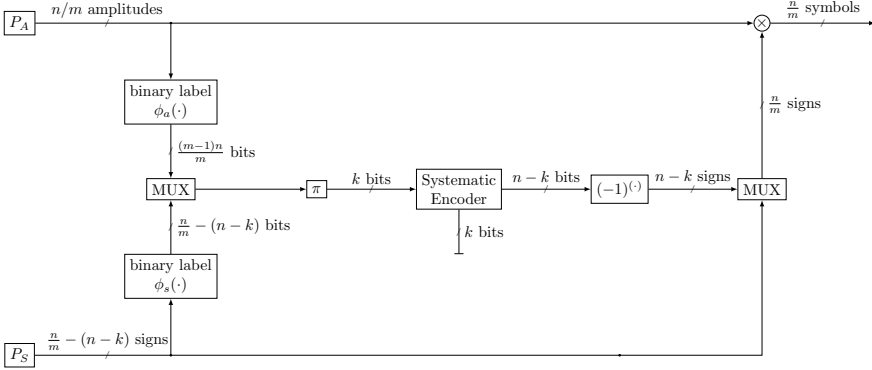 P_A
n/m amplitudes
n/m symbols
binary label
ϕ_a(·)
n/m signs
(m−1)n/m bits
MUX
π
k bits
Systematic
Encoder
n − k bits
(−1)^(·)
n − k signs
MUX
n/m − (n − k) bits
k bits
binary label
ϕ_s(·)
P_S
n/m − (n − k) signs